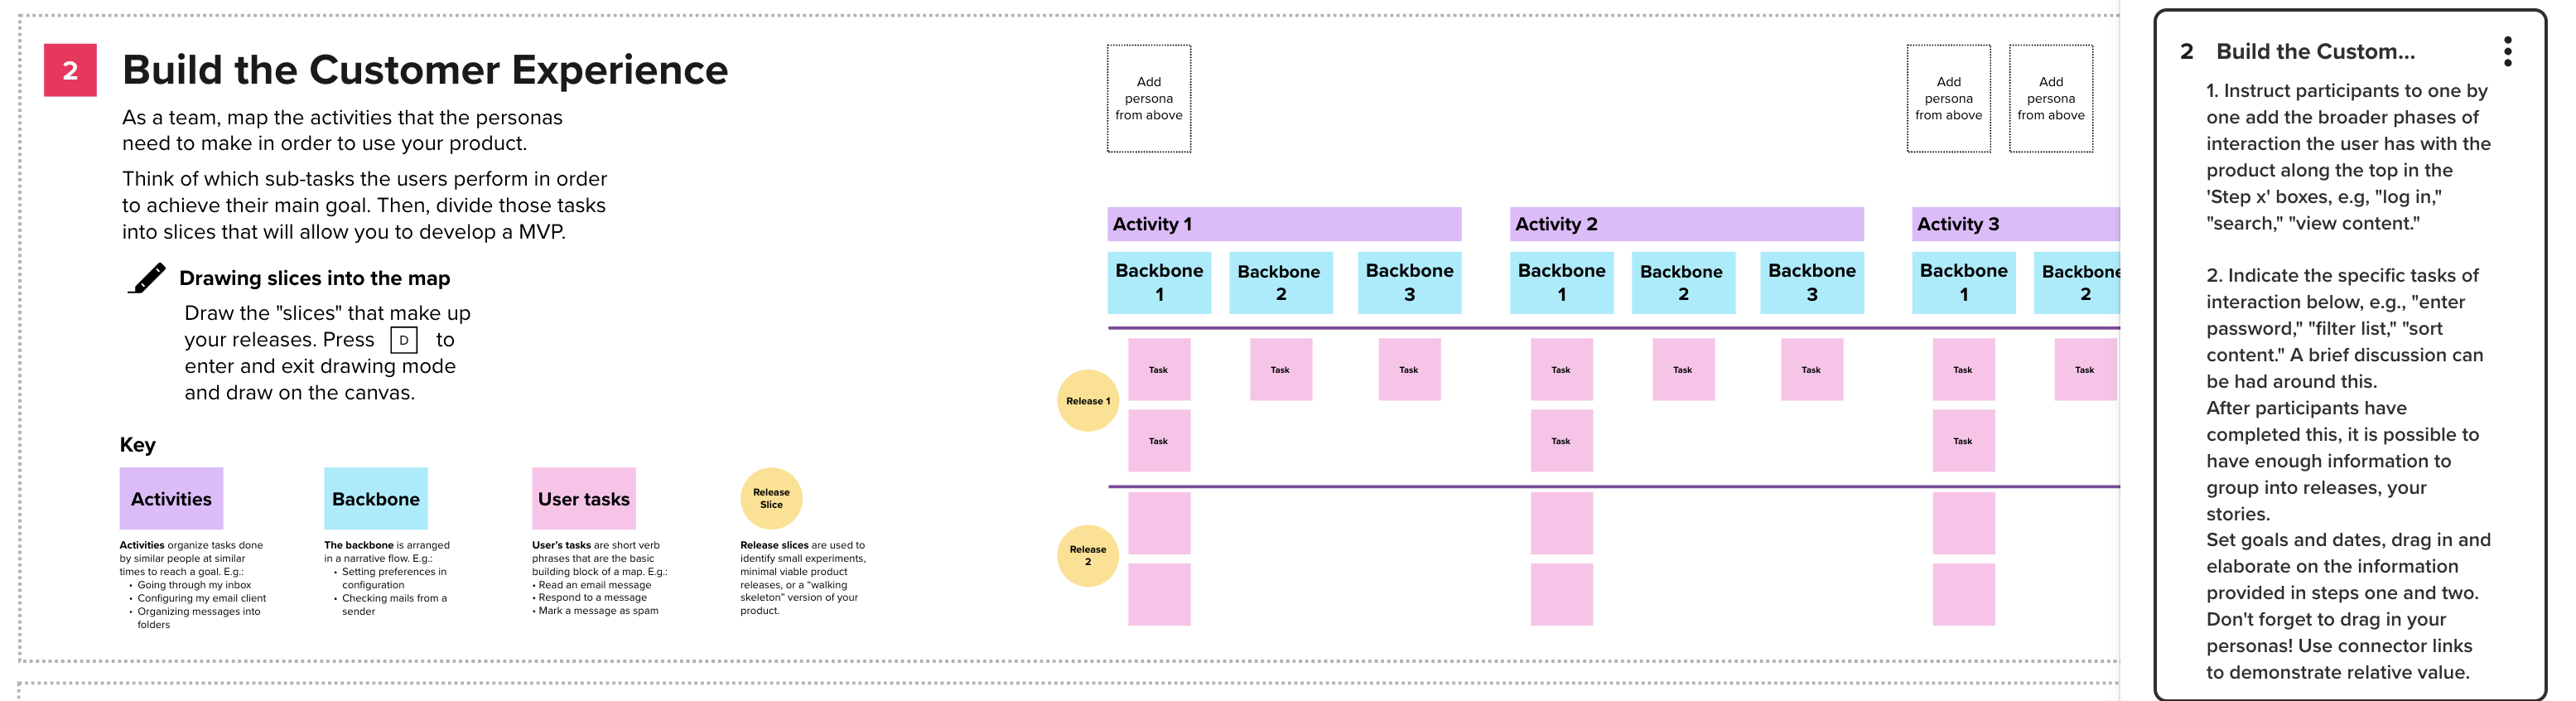 2
Build the Customer Experience
As a team, map the activities that the personas
need to make in order to use your product.
Think of which sub-tasks the users perform in order
to achieve their main goal. Then, divide those tasks
into slices that will allow you to develop a MVP.
Drawing slices into the map
Draw the "slices" that make up
your releases. Press D to
enter and exit drawing mode
and draw on the canvas.
Key
Activities
Activities organize tasks done
by similar people at similar
times to reach a goal. E.g.:
• Going through my inbox
• Configuring my email client
• Organizing messages into
folders
Backbone
The backbone is arranged
in a narrative flow. E.g.:
• Setting preferences in
configuration
• Checking mails from a
sender
User tasks
User's tasks are short verb
phrases that are the basic
building block of a map. E.g.:
• Read an email message
• Respond to a message
• Mark a message as spam
Release
Slice
Release slices are used to
identify small experiments,
minimal viable product
releases, or a "walking
skeleton" version of your
product.
Add
persona
from above
Add
persona
from above
Add
persona
from above
Activity 1
Activity 2
Activity 3
Backbone
1
Backbone
2
Backbone
3
Backbone
1
Backbone
2
Backbone
3
Backbone
1
Backbone
2
Release 1
Task
Task
Task
Task
Task
Task
Task
Task
Task
Task
Task
Release
2
2 Build the Custom...
1. Instruct participants to one by
one add the broader phases of
interaction the user has with the
product along the top in the
'Step x' boxes, e.g, "log in,"
"search," "view content."
2. Indicate the specific tasks of
interaction below, e.g., "enter
password," "filter list," "sort
content." A brief discussion can
be had around this.
After participants have
completed this, it is possible to
have enough information to
group into releases, your
stories.
Set goals and dates, drag in and
elaborate on the information
provided in steps one and two.
Don't forget to drag in your
personas! Use connector links
to demonstrate relative value.